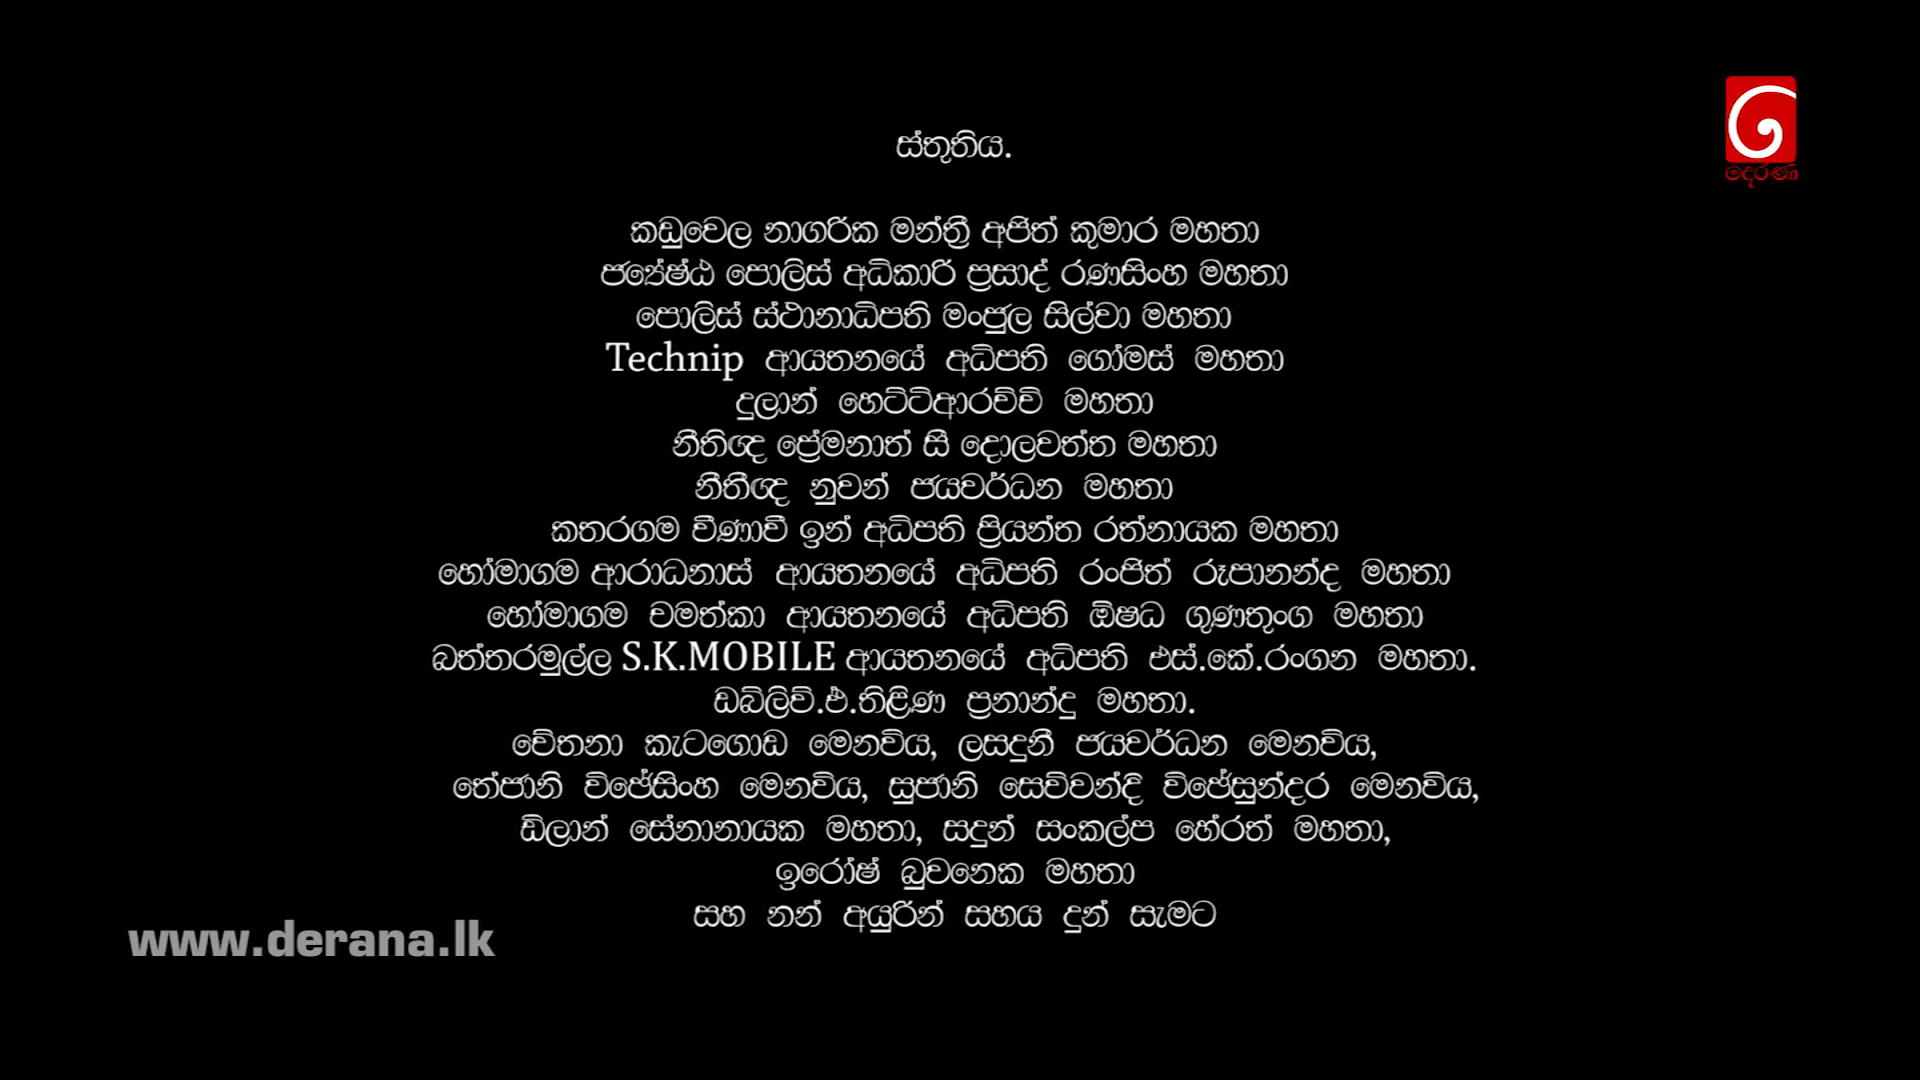 ස්තුතිය.
කඩුවෙල නාගරික මන්ත්‍රී අජිත් කුමාර මහතා
ජ්‍යේෂ්ඨ පොලිස් අධිකාරි ප්‍රසාද් රණසිංහ මහතා
පොලිස් ස්ථානාධිපති මංජුල සිල්වා මහතා
Technip ආයතනයේ අධිපති ගෝමස් මහතා
දුලාන් හෙට්ටිආරච්චි මහතා
නීතිඥ ප්‍රේමනාත් සී දොලවත්ත මහතා
නීතීඥ නුවන් ජයවර්ධන මහතා
කතරගම වීණාවී ඉන් අධිපති ප්‍රියන්ත රත්නායක මහතා
හෝමාගම ආරාධනාස් ආයතනයේ අධිපති රංජිත් රූපානන්ද මහතා
හෝමාගම චමත්කා ආයතනයේ අධිපති ඕෂධ ගුණතුංග මහතා
බත්තරමුල්ල S.K.MOBILE ආයතනයේ අධිපති එස්.කේ.රංගන මහතා.
ඩබ්ලිව්.ඒ.තිළිණ ප්‍රනාන්දු මහතා.
චේතනා කැටගොඩ මෙනවිය, ලසදුනී ජයවර්ධන මෙනවිය,
තේජානි විජේසිංහ මෙනවිය, සුජානි සෙව්වන්දි විජේසුන්දර මෙනවිය,
ඩිලාන් සේනානායක මහතා, සදුන් සංකල්ප හේරත් මහතා,
ඉරෝෂ් බුවනෙක මහතා
සහ නන් අයුරින් සහය දුන් සැමට
දෙරණ
www.derana.lk